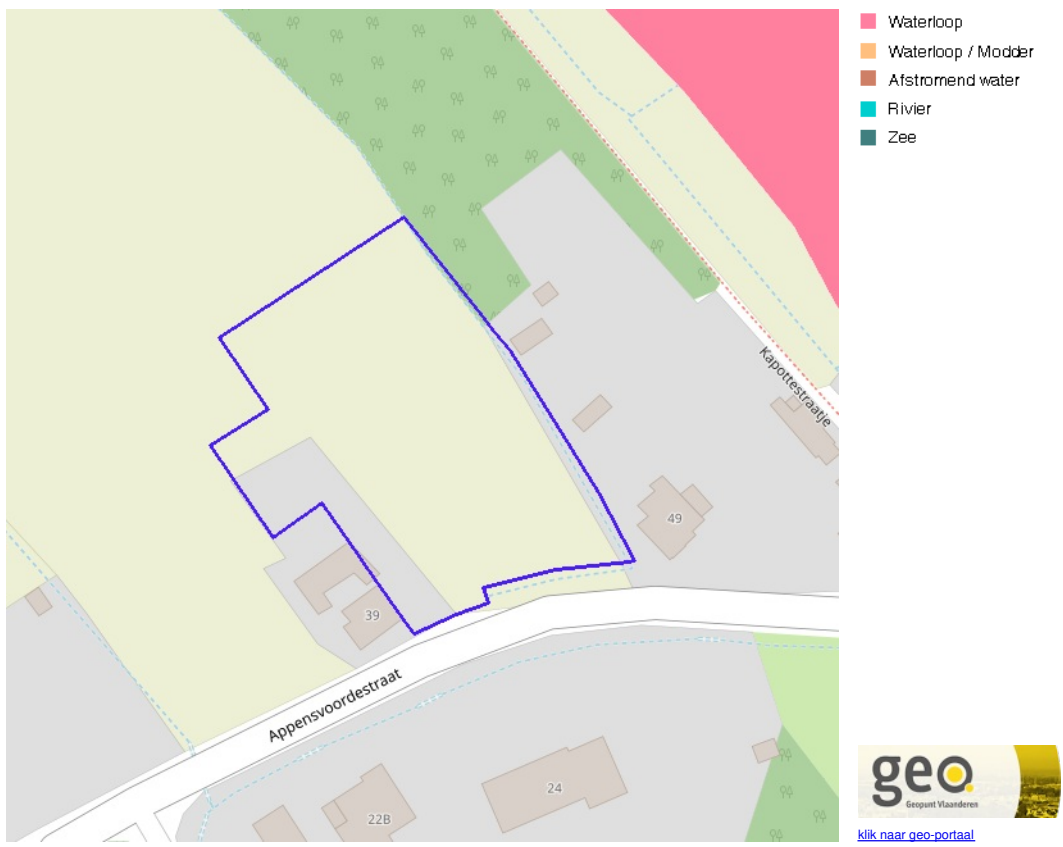 Waterloop
Waterloop / Modder
Afstromend water
Rivier
Zee
Kapottestraatje
49
39
Appensvoordestraat
24
22B
geo.
Geopunt Vlaanderen
klik naar geo-portaal